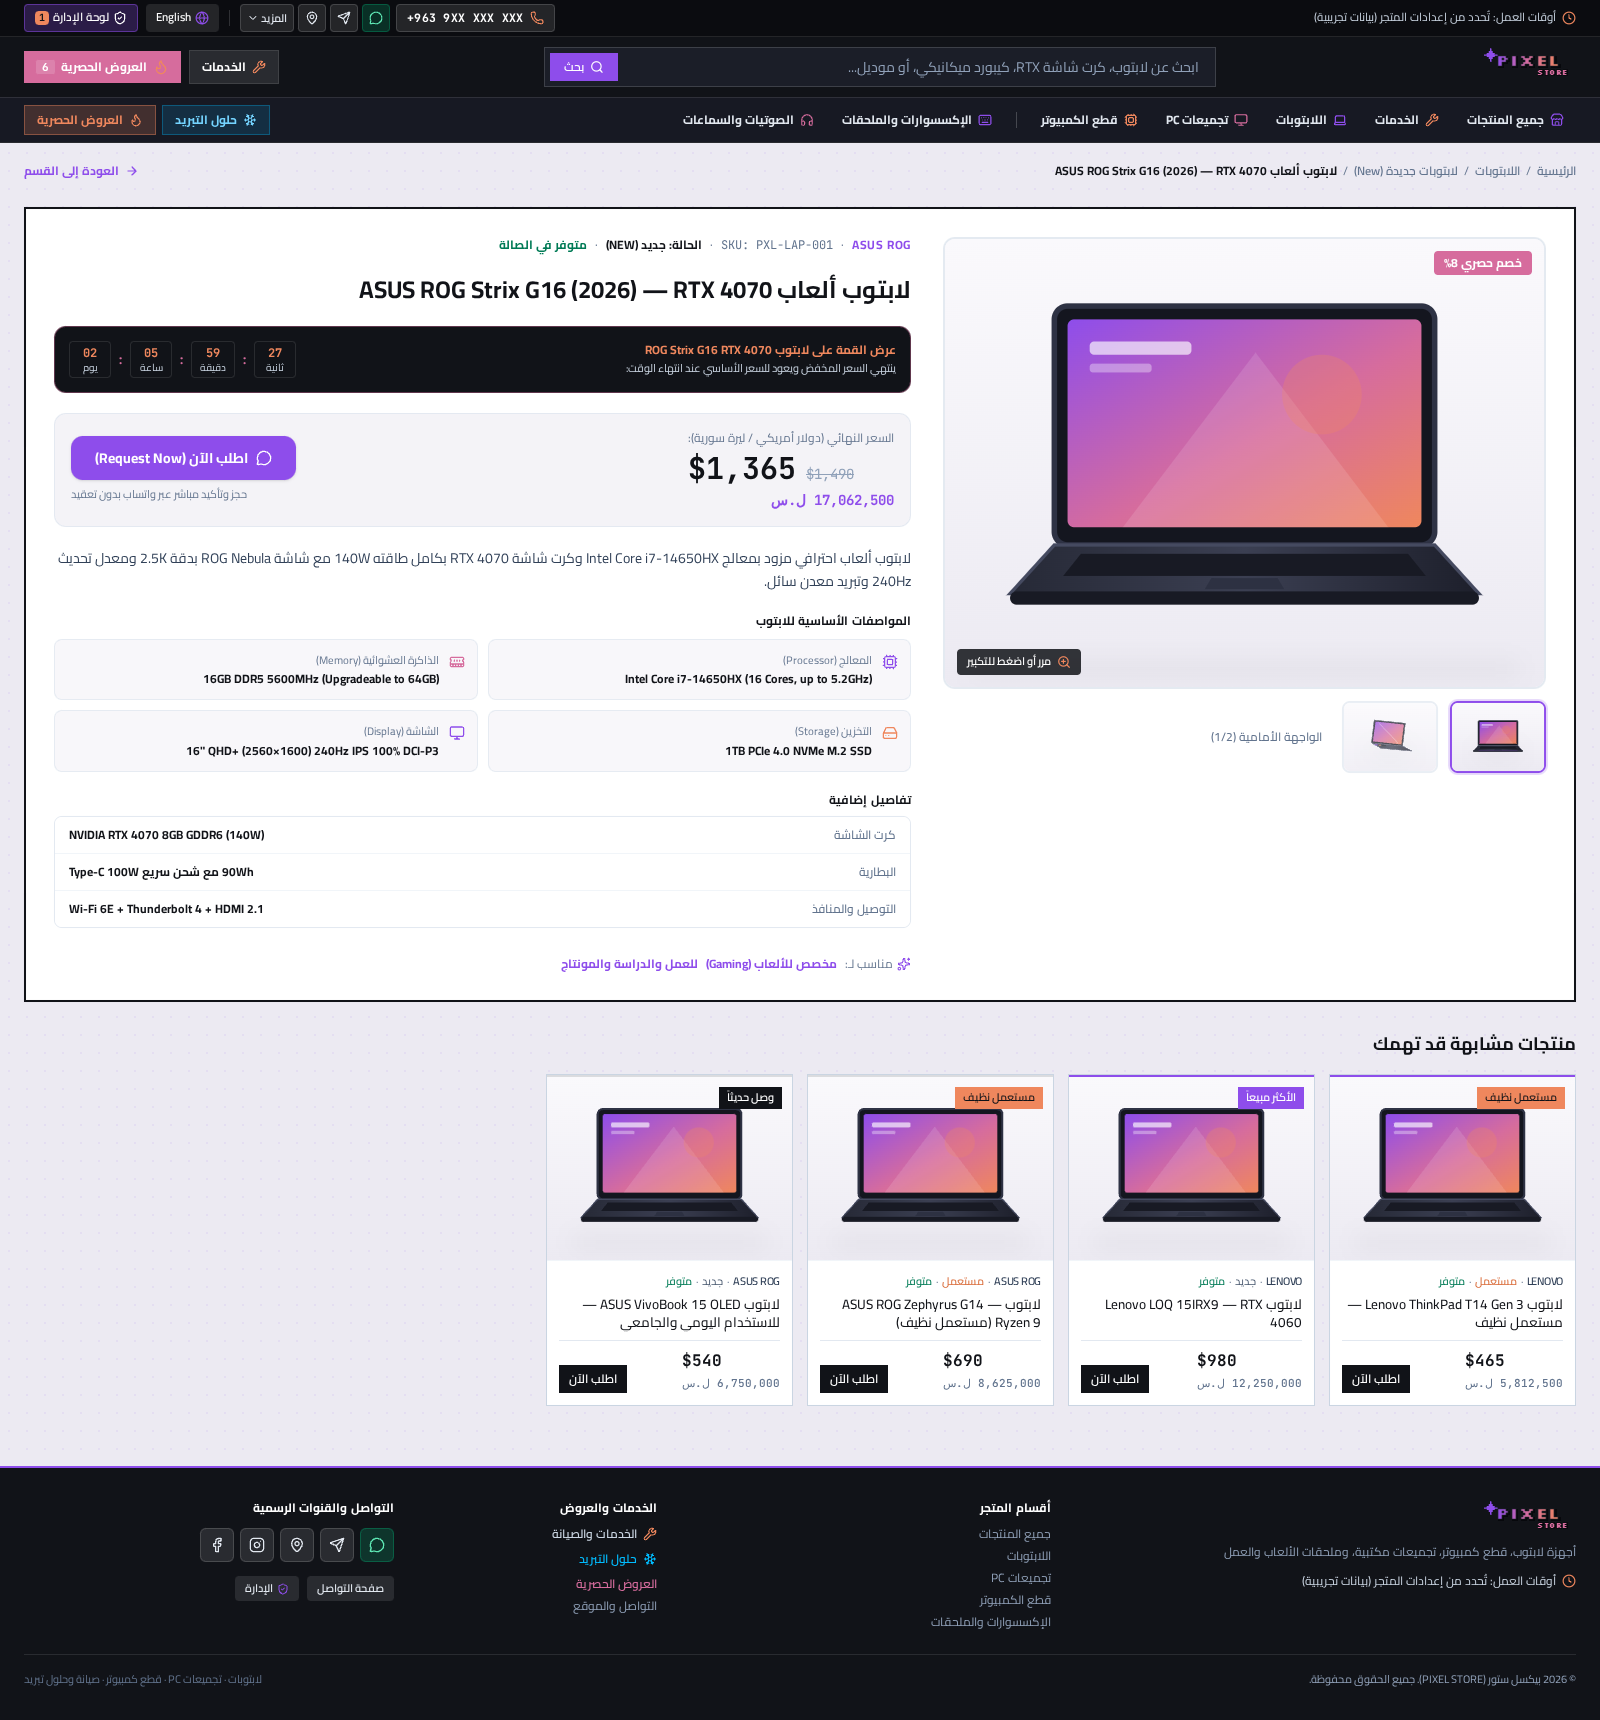 أوقات العمل: تُحدد من إعدادات المتجر (بيانات تجريبية)
+963 9XX XXX XXX
المزيد
English
لوحة الإدارة 1
PIXEL
STORE
ابحث عن لابتوب، كرت شاشة RTX، كيبورد ميكانيكي، أو موديل...
بحث
الخدمات
العروض الحصرية 6
جميع المنتجات
الخدمات
اللابتوبات
تجميعات PC
قطع الكمبيوتر
الإكسسوارات والملحقات
الصوتيات والسماعات
حلول التبريد
العروض الحصرية
الرئيسية / اللابتوبات / لابتوبات جديدة (New) / لابتوب ألعاب ASUS ROG Strix G16 (2026) — RTX 4070
العودة إلى القسم
خصم حصري 8%
مرر أو اضغط للتكبير
الواجهة الأمامية (1/2)
ASUS ROG · SKU: PXL-LAP-001 · الحالة: جديد (NEW) · متوفر في الصالة
لابتوب ألعاب ASUS ROG Strix G16 (2026) — RTX 4070
عرض القمة على لابتوب ROG Strix G16 RTX 4070
ينتهي السعر المخفض ويعود للسعر الأساسي عند انتهاء الوقت:
27 : 59 : 05 : 02
ثانية دقيقة ساعة يوم
السعر النهائي (دولار أمريكي / ليرة سورية):
$1,365 $1,490
17,062,500 ل.س
اطلب الآن (Request Now)
حجز وتأكيد مباشر عبر واتساب بدون تعقيد
لابتوب ألعاب احترافي مزود بمعالج Intel Core i7-14650HX وكرت شاشة RTX 4070 بكامل طاقته 140W مع شاشة ROG Nebula بدقة 2.5K ومعدل تحديث
240Hz وتبريد معدن سائل.
المواصفات الأساسية للابتوب
المعالج (Processor)
Intel Core i7-14650HX (16 Cores, up to 5.2GHz)
الذاكرة العشوائية (Memory)
16GB DDR5 5600MHz (Upgradeable to 64GB)
التخزين (Storage)
1TB PCIe 4.0 NVMe M.2 SSD
الشاشة (Display)
16" QHD+ (2560×1600) 240Hz IPS 100% DCI-P3
تفاصيل إضافية
كرت الشاشة NVIDIA RTX 4070 8GB GDDR6 (140W)
البطارية 90Wh مع شحن سريع Type-C 100W
التوصيل والمنافذ Wi-Fi 6E + Thunderbolt 4 + HDMI 2.1
مناسب لـ: مخصص للألعاب (Gaming) للعمل والدراسة والمونتاج
منتجات مشابهة قد تهمك
مستعمل نظيف
LENOVO · مستعمل · متوفر
لابتوب Lenovo ThinkPad T14 Gen 3 —
مستعمل نظيف
$465
5,812,500 ل.س
اطلب الآن
الأكثر مبيعاً
LENOVO · جديد · متوفر
لابتوب Lenovo LOQ 15IRX9 — RTX
4060
$980
12,250,000 ل.س
اطلب الآن
مستعمل نظيف
ASUS ROG · مستعمل · متوفر
لابتوب ASUS ROG Zephyrus G14 —
Ryzen 9 (مستعمل نظيف)
$690
8,625,000 ل.س
اطلب الآن
وصل حديثاً
ASUS ROG · جديد · متوفر
لابتوب ASUS VivoBook 15 OLED —
للاستخدام اليومي والجامعي
$540
6,750,000 ل.س
اطلب الآن
PIXEL
STORE
أجهزة لابتوب، قطع كمبيوتر، تجميعات مكتبية، وملحقات الألعاب والعمل
أوقات العمل: تُحدد من إعدادات المتجر (بيانات تجريبية)
أقسام المتجر
جميع المنتجات
اللابتوبات
تجميعات PC
قطع الكمبيوتر
الإكسسوارات والملحقات
الخدمات والعروض
الخدمات والصيانة
حلول التبريد
العروض الحصرية
التواصل والموقع
التواصل والقنوات الرسمية
صفحة التواصل
الإدارة
© 2026 بيكسل ستور (PIXEL STORE). جميع الحقوق محفوظة.
لابتوبات · تجميعات PC · قطع كمبيوتر · صيانة وحلول تبريد